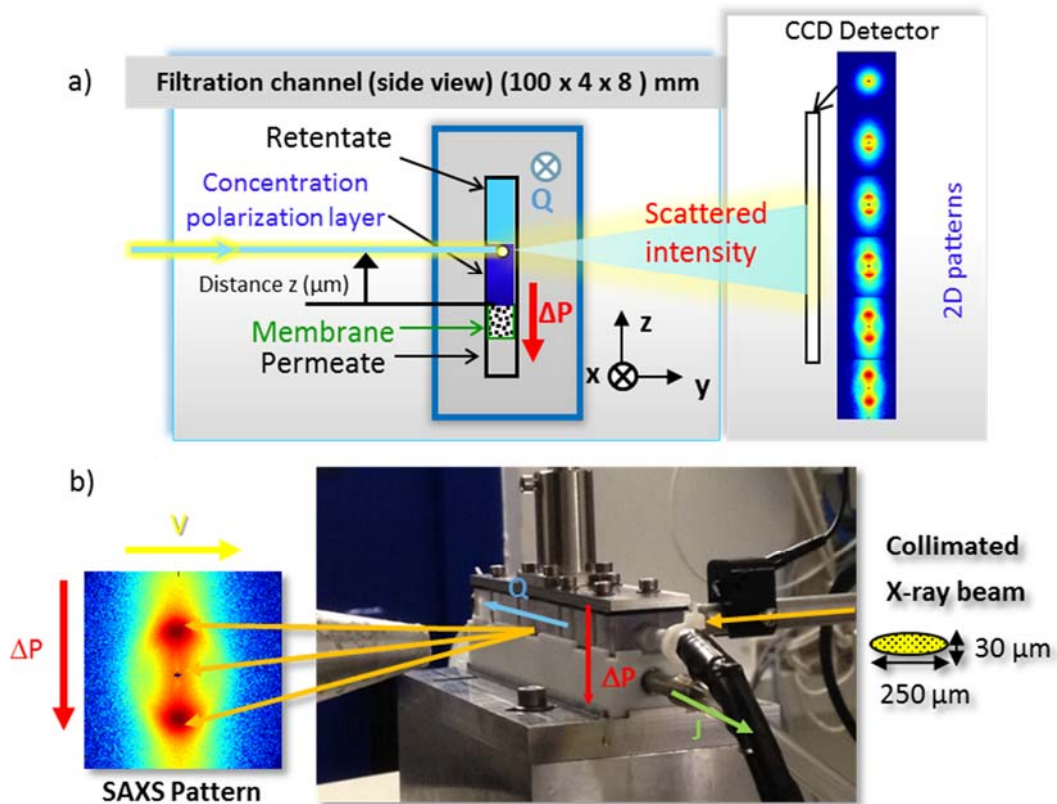 CCD Detector
a)
Filtration channel (side view) (100 x 4 x 8 ) mm
Retentate
Q
Concentration
polarization layer
Scattered
intensity
2D patterns
Distance z (µm)
ΔP
Membrane
Permeate
z
x
y
b)
V
ΔP
SAXS Pattern
Q
ΔP
J
Collimated
X-ray beam
30 µm
250 µm